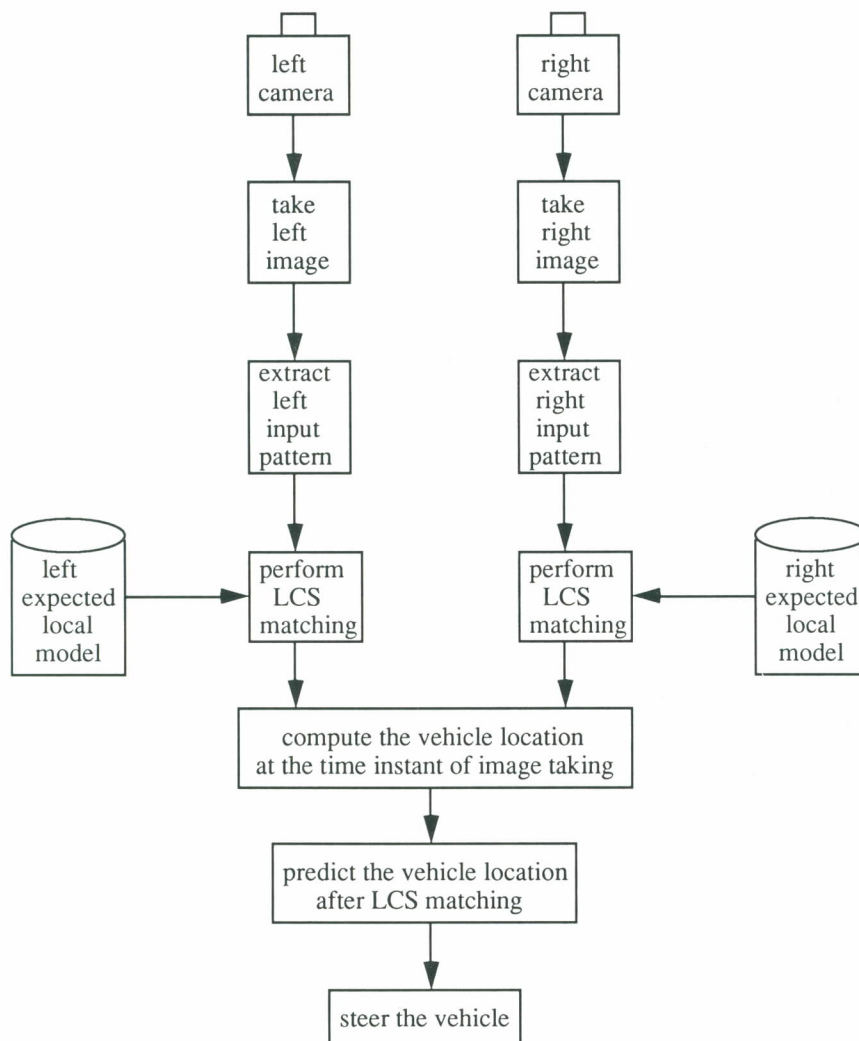 left
camera
right
camera
take
left
image
take
right
image
extract
left
input
pattern
extract
right
input
pattern
left
expected
local
model
perform
LCS
matching
perform
LCS
matching
right
expected
local
model
compute the vehicle location
at the time instant of image taking
predict the vehicle location
after LCS matching
steer the vehicle